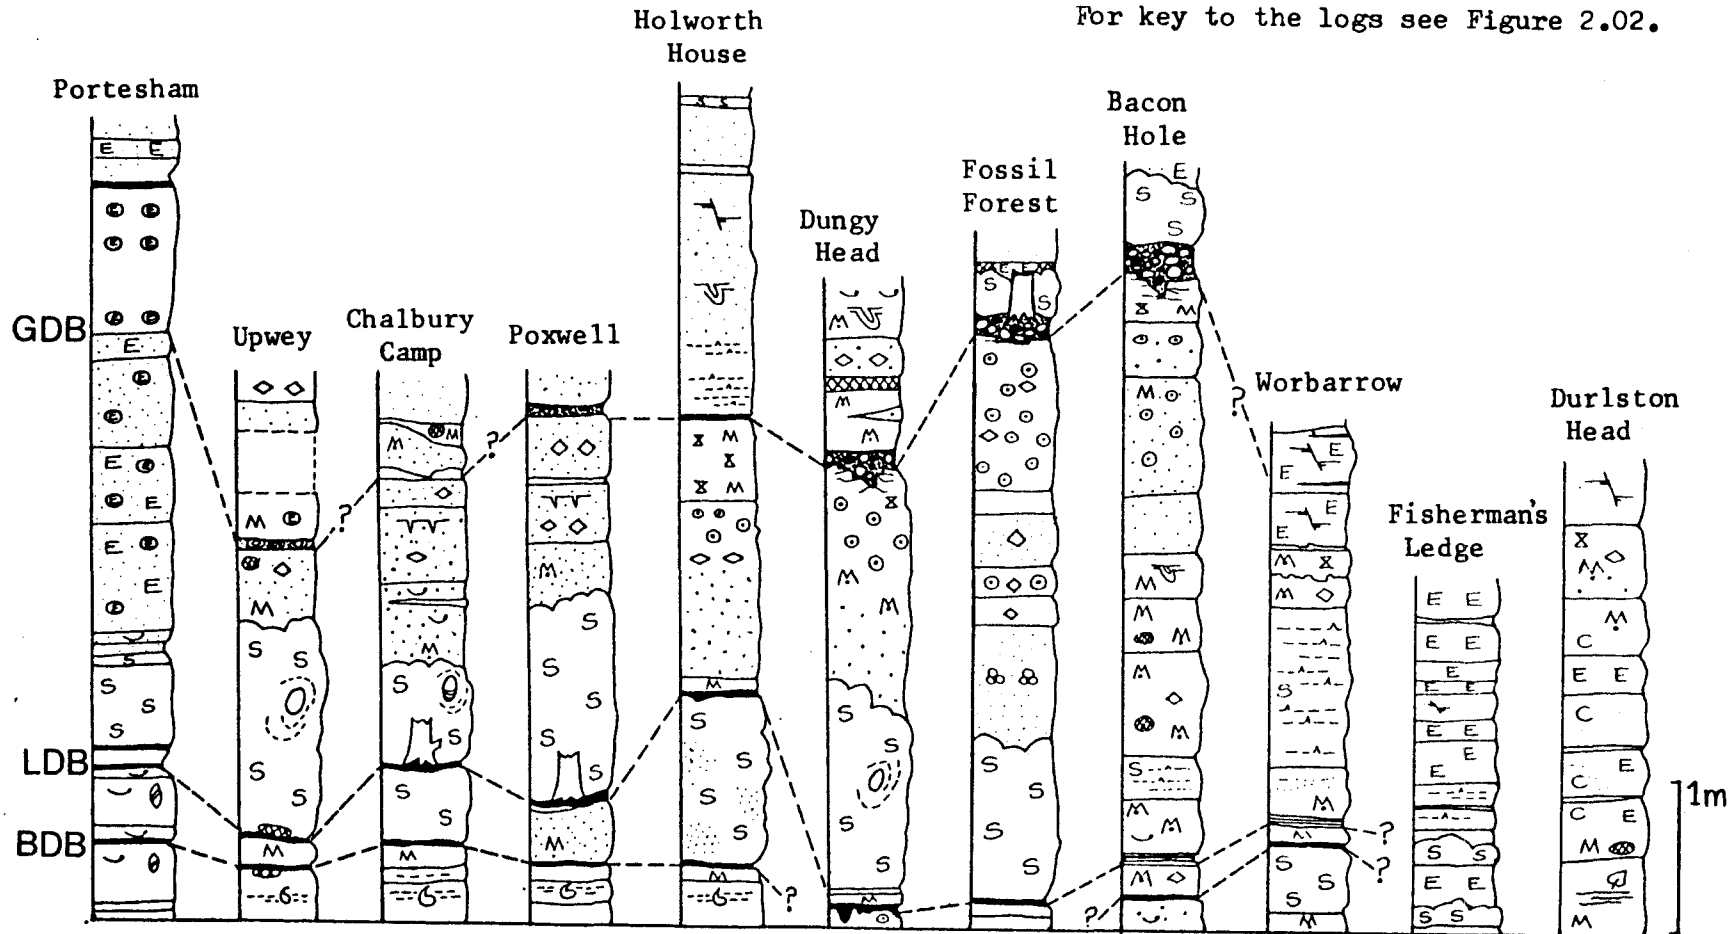 For key to the logs see Figure 2.02.
Holworth
House
Portesham
Bacon
Hole
Fossil
Forest
Dungy
Head
GDB
Upwey
Chalbury
Camp
Poxwell
Worbarrow
Durlston
Head
Fisherman's
Ledge
LDB
BDB
1m